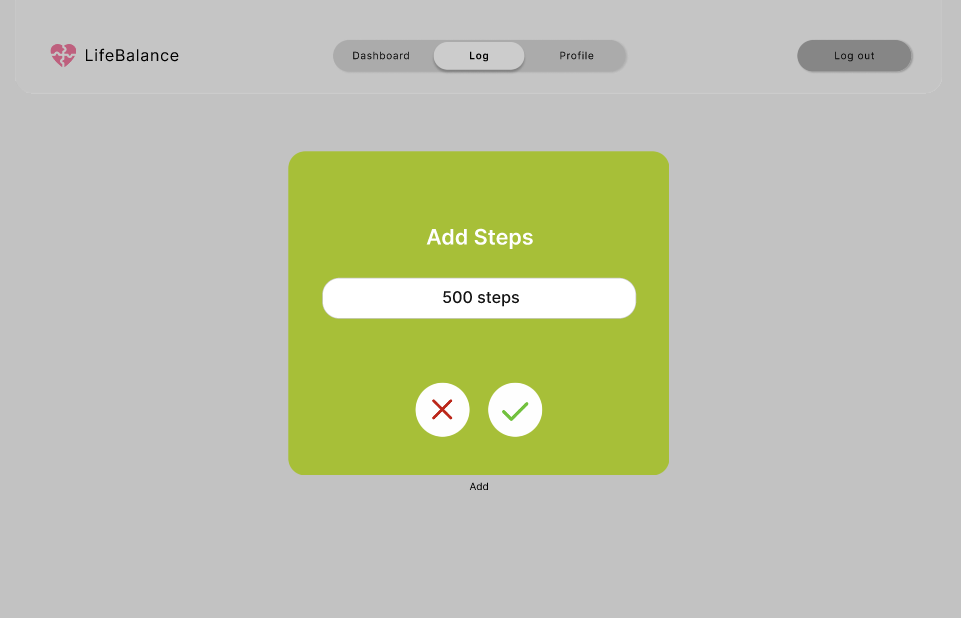 LifeBalance
Dashboard
Log
Profile
Log out
Add Steps
500 steps
Add